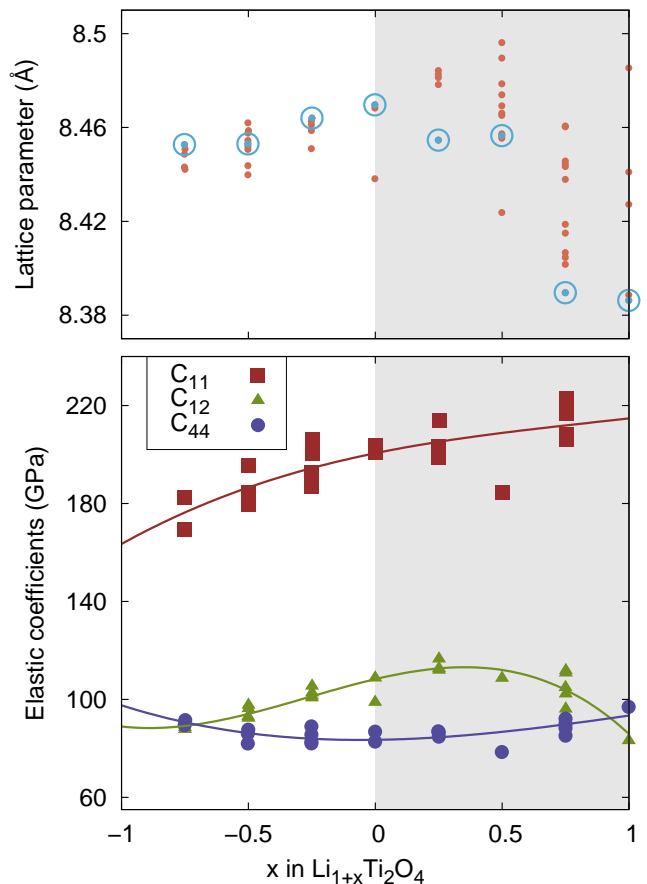 8.5
8.46
8.42
8.38
Lattice parameter (Å)
C₁₁
C₁₂
C₄₄
220
180
140
100
60
Elastic coefficients (GPa)
−1 −0.5 0 0.5 1
x in Li₁₊ₓTi₂O₄